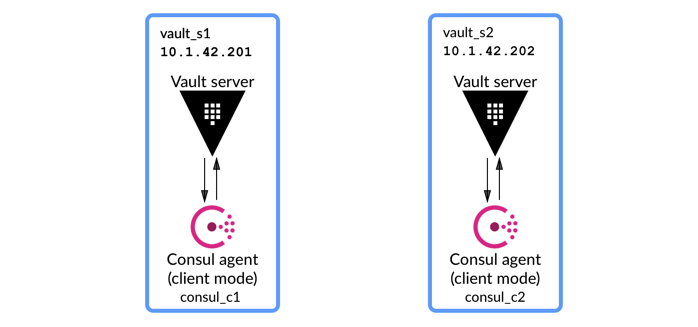 vault_s1
10.1.42.201
Vault server
Consul agent
(client mode)
consul_c1
vault_s2
10.1.42.202
Vault server
Consul agent
(client mode)
consul_c2